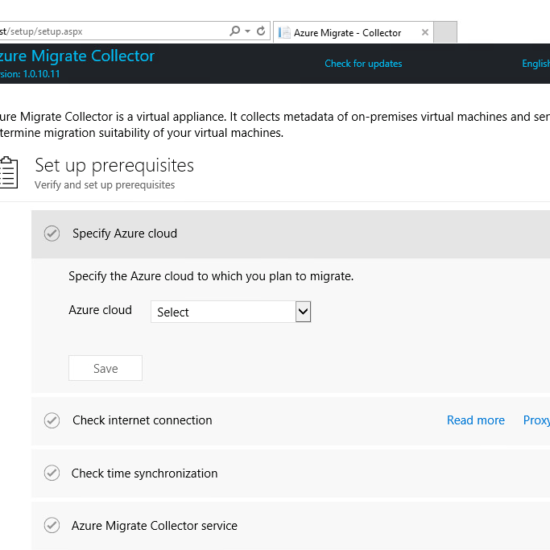 st/setup/setup.aspx
Azure Migrate - Collector
zure Migrate Collector
Check for updates
English
sion: 1.0.10.11
ure Migrate Collector is a virtual appliance. It collects metadata of on-premises virtual machines and sen
termine migration suitability of your virtual machines.
Set up prerequisites
Verify and set up prerequisites
Specify Azure cloud
Specify the Azure cloud to which you plan to migrate.
Azure cloud
Select
Save
Check internet connection
Read more
Proxy
Check time synchronization
Azure Migrate Collector service